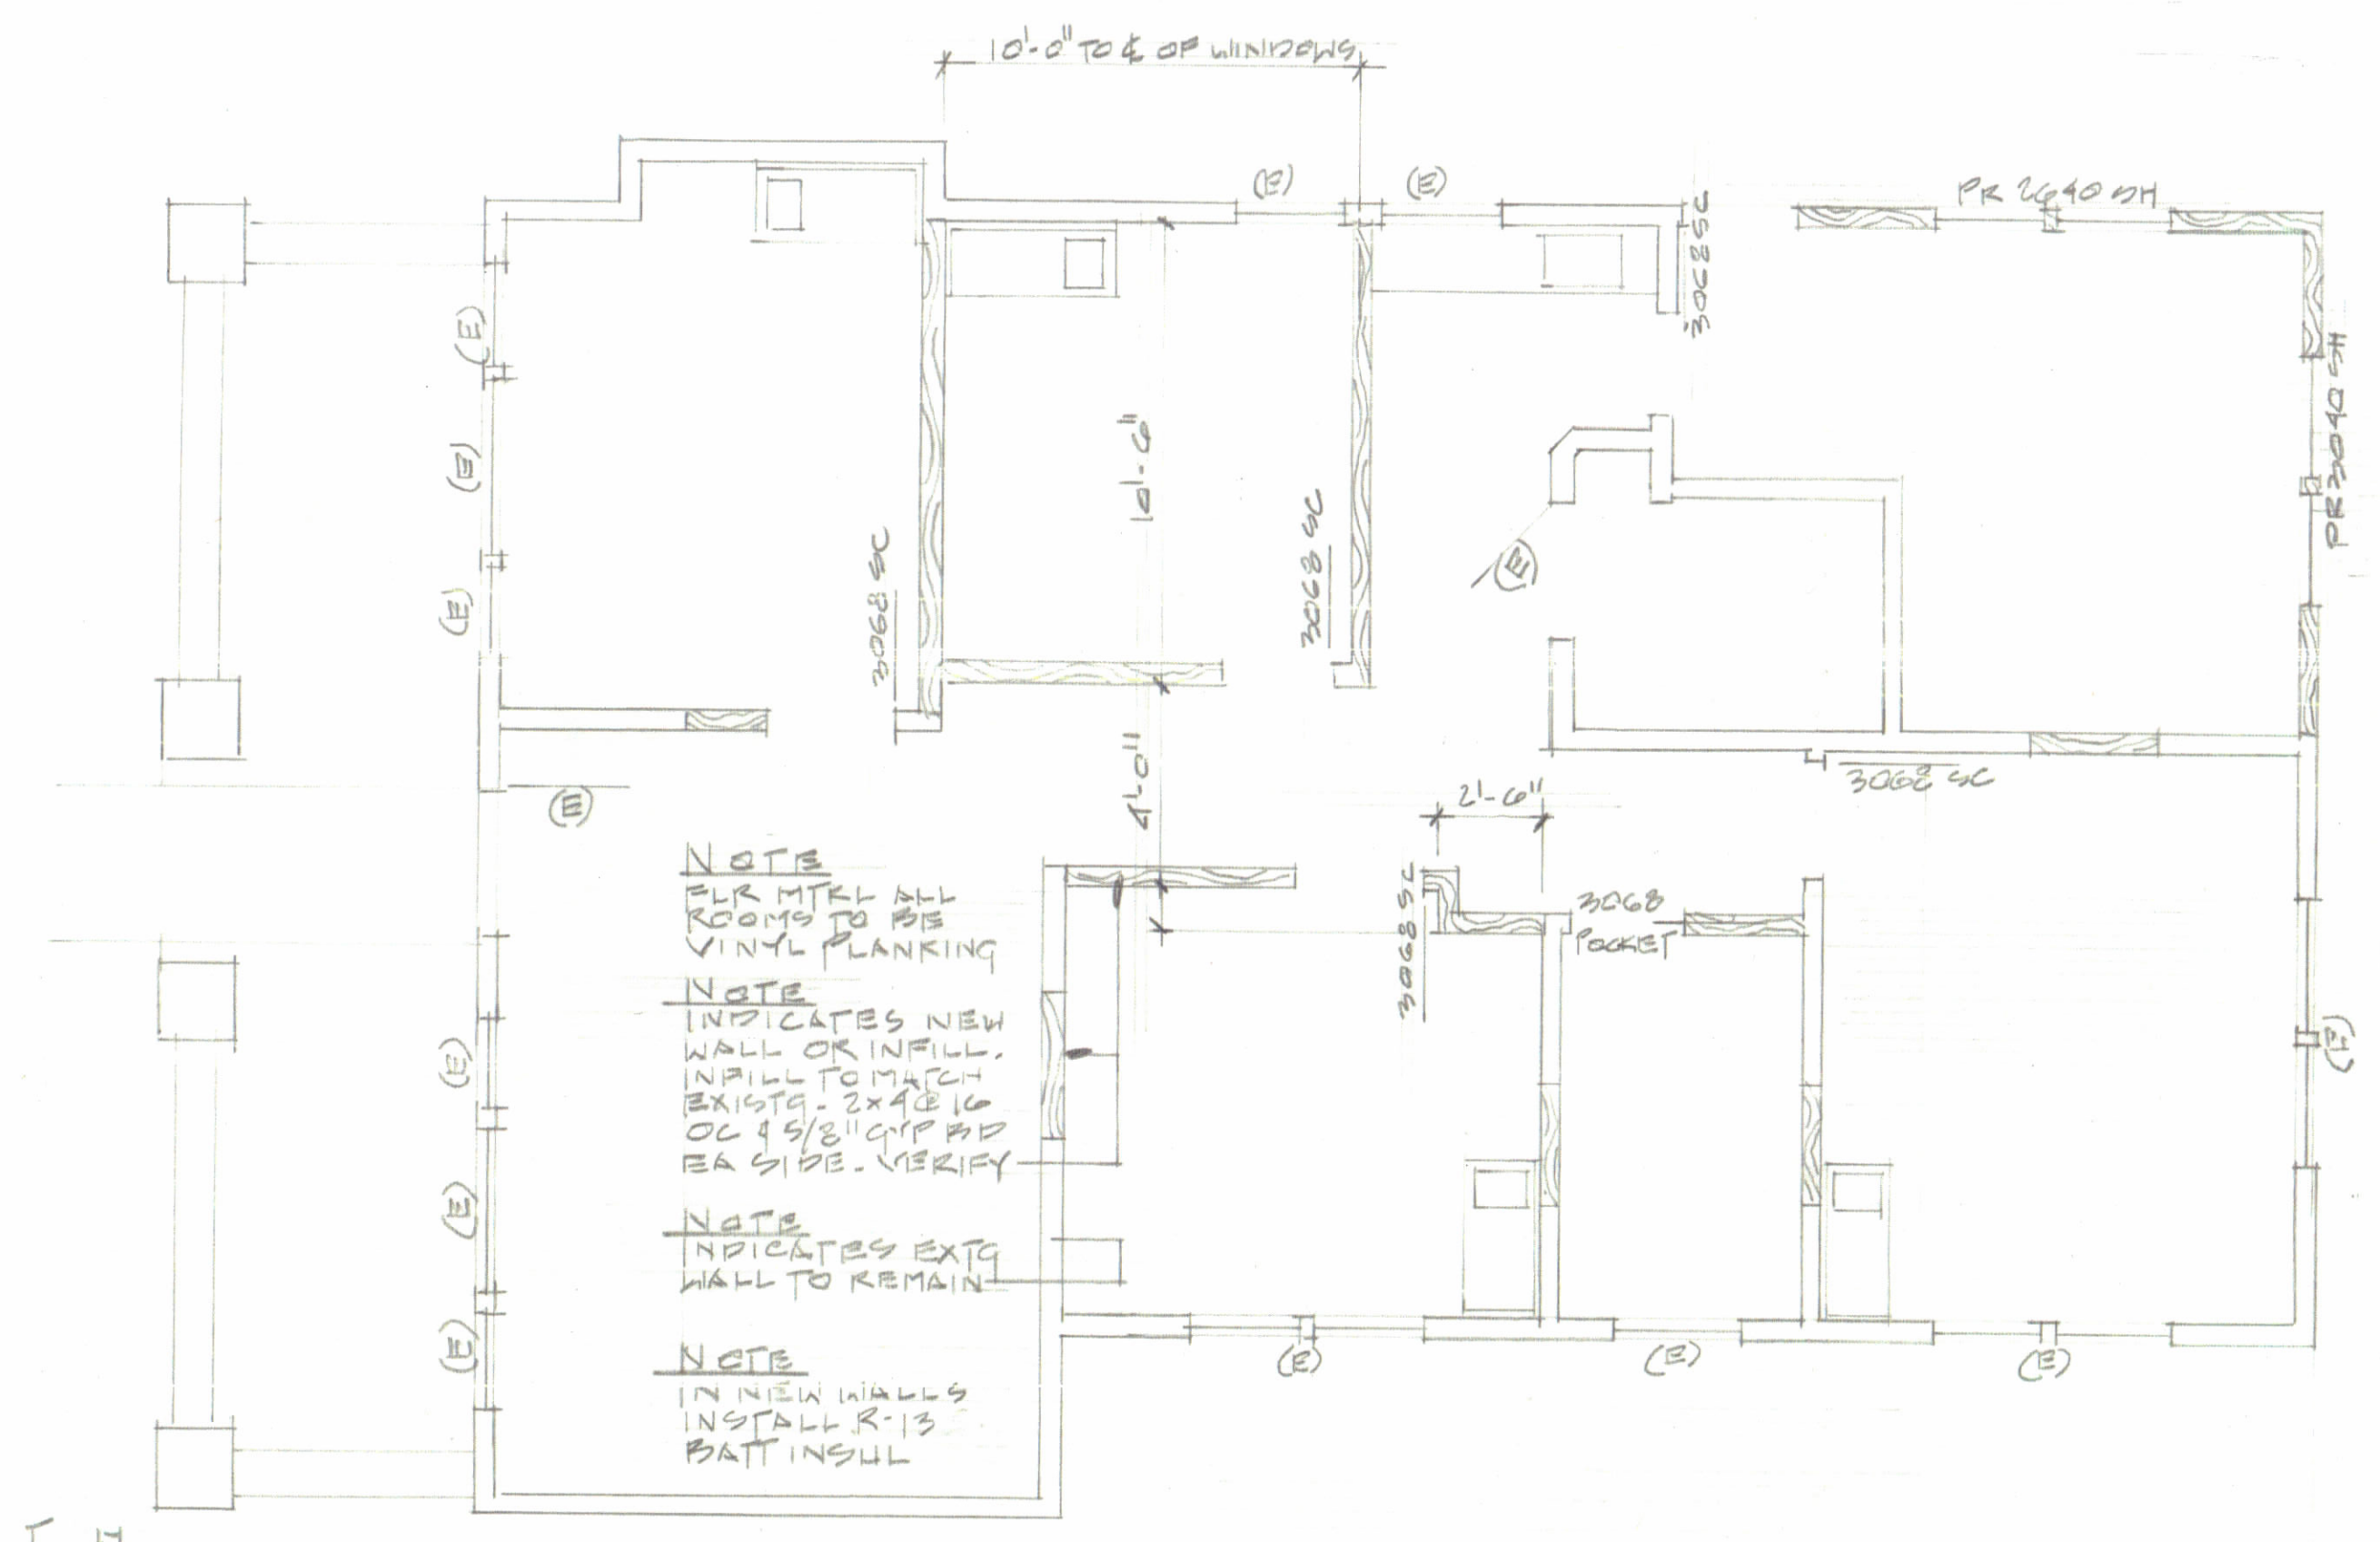 10'-0" TO ℄ OF WINDOWS
(E)
(E)
PR 2640 SH
3068 SC
(E)
(E)
(E)
10'-6"
3068 SC
3068 SC
(E)
PR 3040 SH
3068 SC
(E)
4'-0"
2'-6"
3068 SC
3068
POCKET
NOTE
FLR MTRL ALL
ROOMS TO BE
VINYL PLANKING
NOTE
INDICATES NEW
WALL OR INFILL.
INFILL TO MATCH
EXISTG - 2x4 @ 16
OC & 5/8" GYP BD
EA SIDE - VERIFY
NOTE
INDICATES EXTG
WALL TO REMAIN
NOTE
IN NEW WALLS
INSTALL R-13
BATT INSUL
(E)
(E)
(E)
(E)
(E)
(E)
(E)